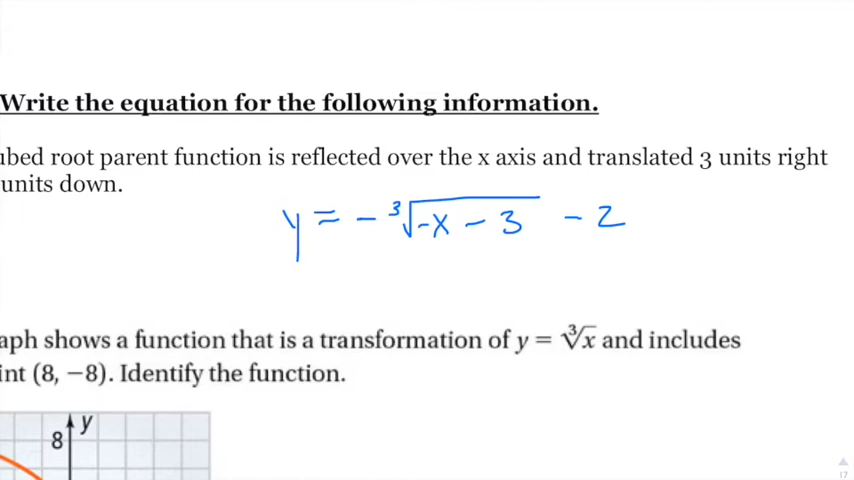 Write the equation for the following information.
ubed root parent function is reflected over the x axis and translated 3 units right
units down.
y = - ∛(-x - 3) - 2
aph shows a function that is a transformation of y = ∛x and includes
int (8, −8). Identify the function.
y
8
17